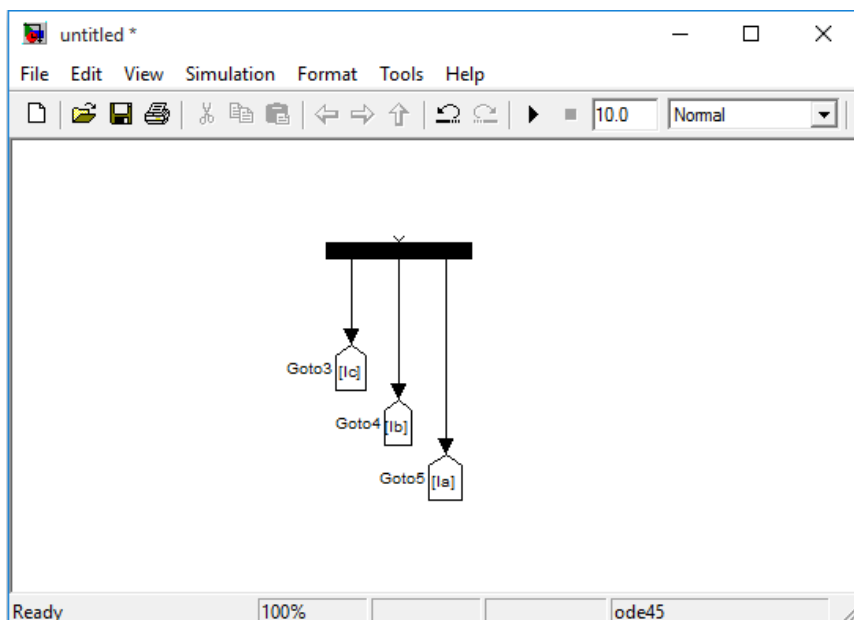 untitled *
File Edit View Simulation Format Tools Help
10.0 Normal
Goto3 [Ic]
Goto4 [Ib]
Goto5 [Ia]
Ready 100% ode45